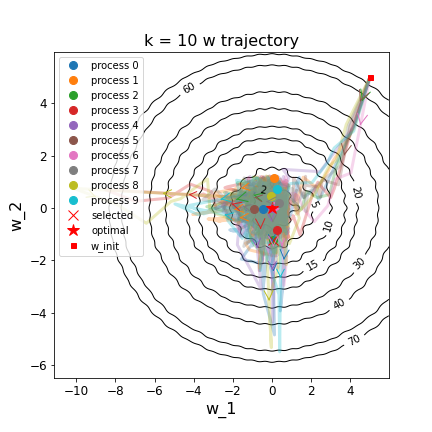 k = 10 w trajectory
process 0
process 1
process 2
process 3
process 4
process 5
process 6
process 7
process 8
process 9
selected
optimal
w_init
60
2
5
10
15
20
30
40
70
4
2
0
−2
−4
−6
w_2
−10 −8 −6 −4 −2 0 2 4
w_1